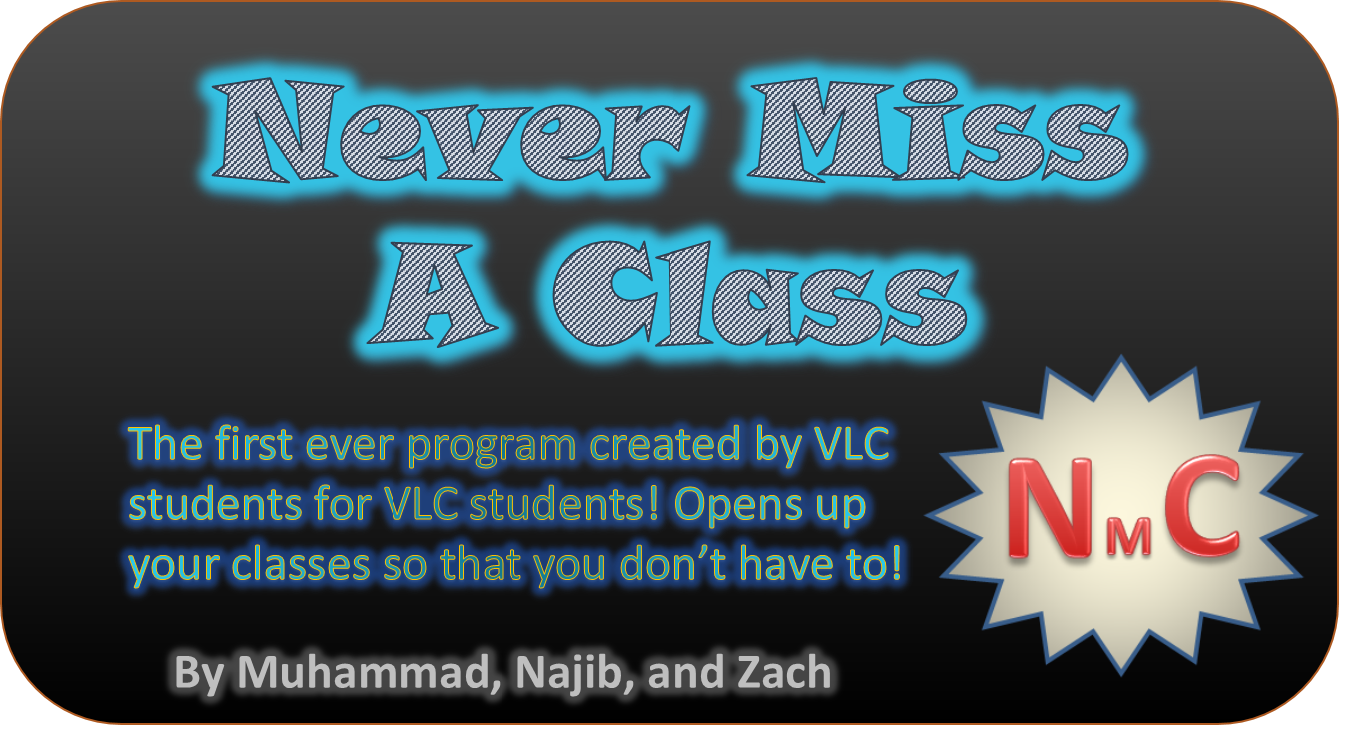 Never Miss
A Class
The first ever program created by VLC
students for VLC students! Opens up
your classes so that you don’t have to!
NMC
By Muhammad, Najib, and Zach